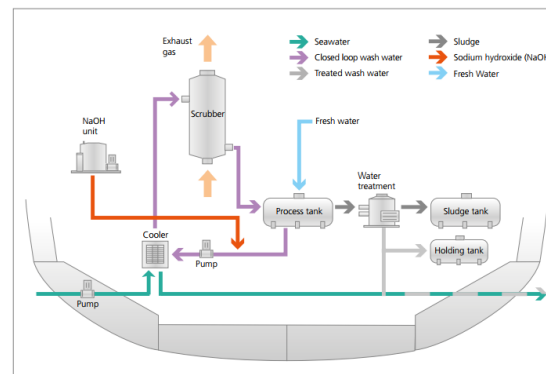 Exhaust
gas
Seawater
Closed loop wash water
Treated wash water
Sludge
Sodium hydroxide (NaOH
Fresh Water
Scrubber
NaOH
unit
Fresh water
Water
treatment
Process tank
Sludge tank
Cooler
Pump
Holding tank
Pump